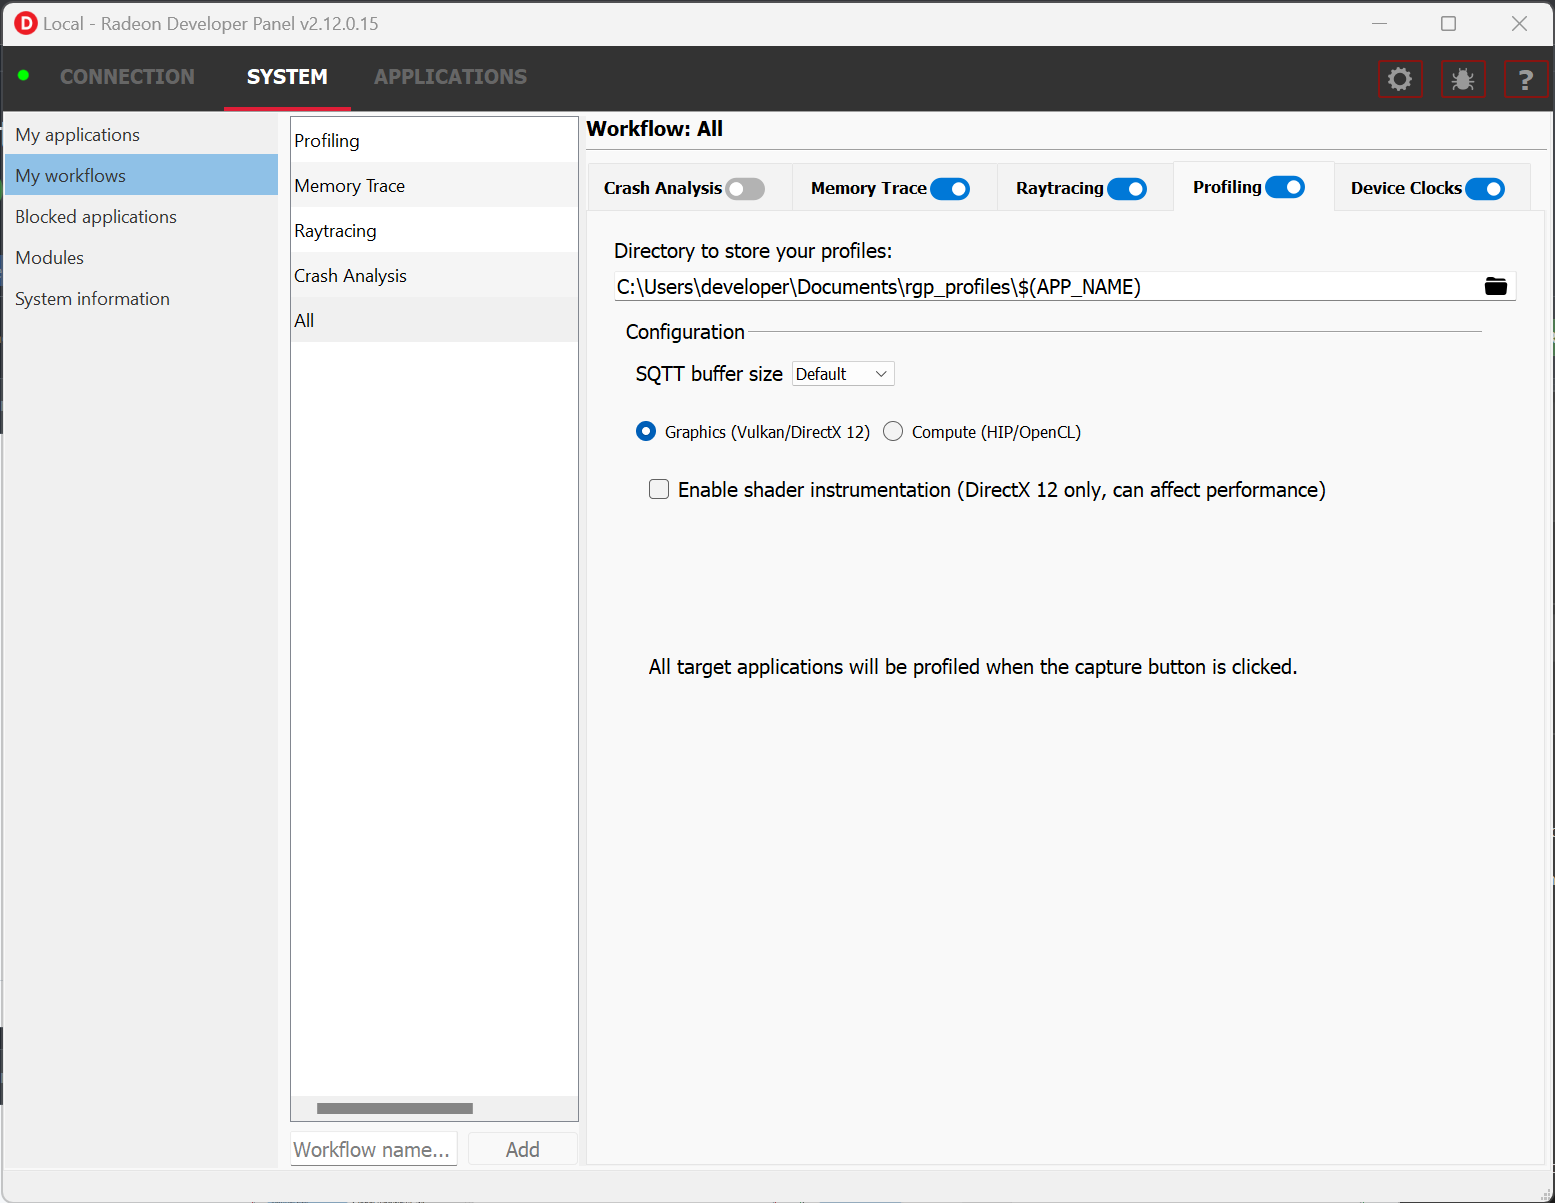 Local - Radeon Developer Panel v2.12.0.15
CONNECTION SYSTEM APPLICATIONS
My applications
My workflows
Blocked applications
Modules
System information
Profiling
Memory Trace
Raytracing
Crash Analysis
All
Workflow name... Add
Workflow: All
Crash Analysis Memory Trace Raytracing Profiling Device Clocks
Directory to store your profiles:
C:\Users\developer\Documents\rgp_profiles\$(APP_NAME)
Configuration
SQTT buffer size Default
Graphics (Vulkan/DirectX 12) Compute (HIP/OpenCL)
Enable shader instrumentation (DirectX 12 only, can affect performance)
All target applications will be profiled when the capture button is clicked.